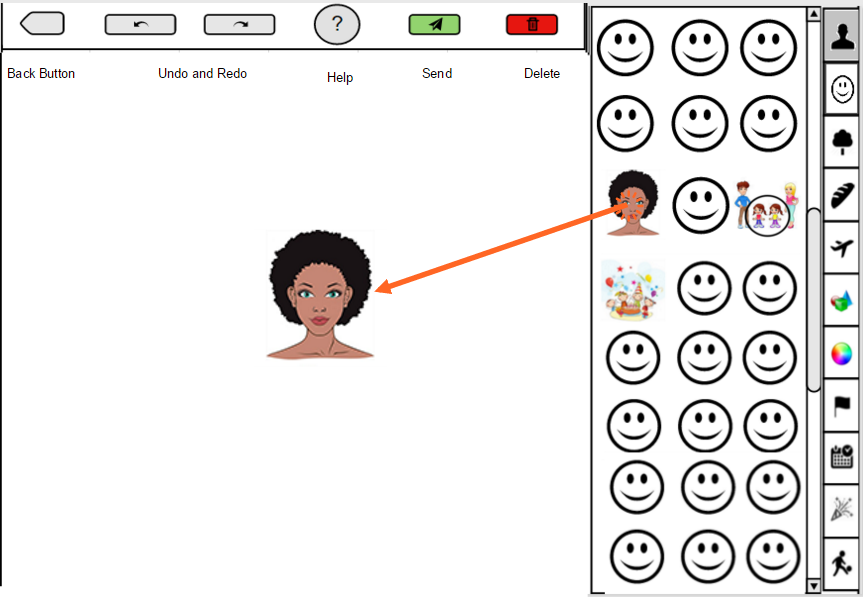 ?
Back Button
Undo and Redo
Help
Send
Delete